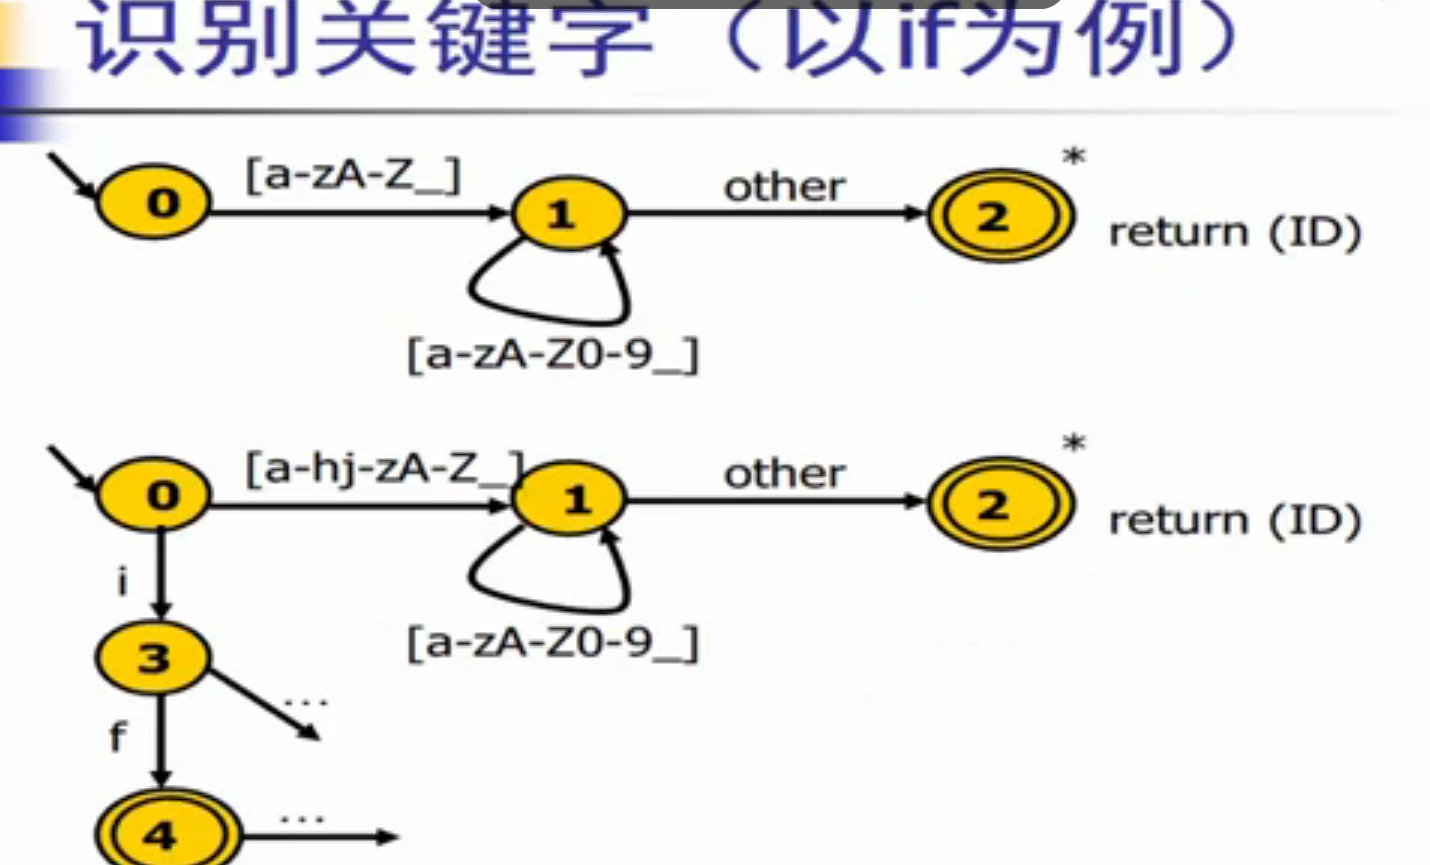 识别关键字（以if为例）
[a-zA-Z_]
other
*
0
1
2
return (ID)
[a-zA-Z0-9_]
[a-hj-zA-Z_]
other
*
0
1
2
return (ID)
i
[a-zA-Z0-9_]
3
...
f
...
4